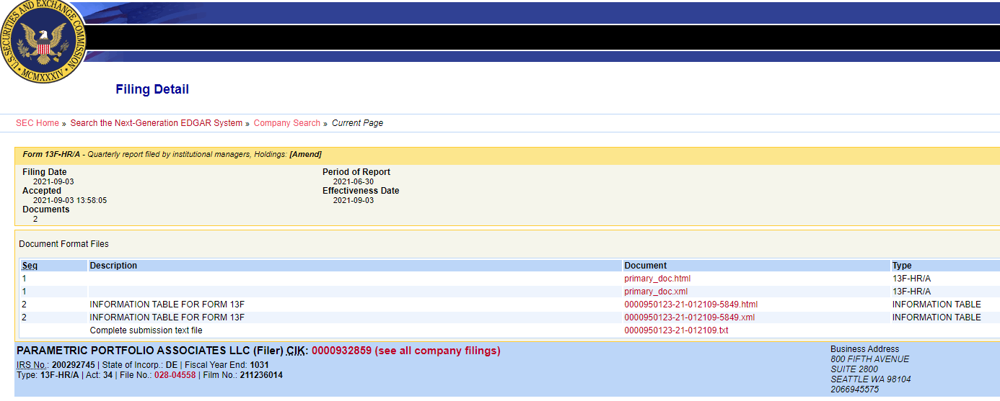 U.S. SECURITIES AND EXCHANGE COMMISSION
MCMXXXIV
Filing Detail
SEC Home » Search the Next-Generation EDGAR System » Company Search » Current Page
Form 13F-HR/A - Quarterly report filed by institutional managers, Holdings: [Amend]
Filing Date Period of Report
2021-09-03 2021-06-30
Accepted Effectiveness Date
2021-09-03 13:58:05 2021-09-03
Documents
2
Document Format Files
Seq Description Document Type
1 primary_doc.html 13F-HR/A
1 primary_doc.xml 13F-HR/A
2 INFORMATION TABLE FOR FORM 13F 0000950123-21-012109-5849.html INFORMATION TABLE
2 INFORMATION TABLE FOR FORM 13F 0000950123-21-012109-5849.xml INFORMATION TABLE
Complete submission text file 0000950123-21-012109.txt
PARAMETRIC PORTFOLIO ASSOCIATES LLC (Filer) CIK: 0000932859 (see all company filings)
IRS No.: 200292745 | State of Incorp.: DE | Fiscal Year End: 1031
Type: 13F-HR/A | Act: 34 | File No.: 028-04558 | Film No.: 211236014
Business Address
800 FIFTH AVENUE
SUITE 2800
SEATTLE WA 98104
2066945575